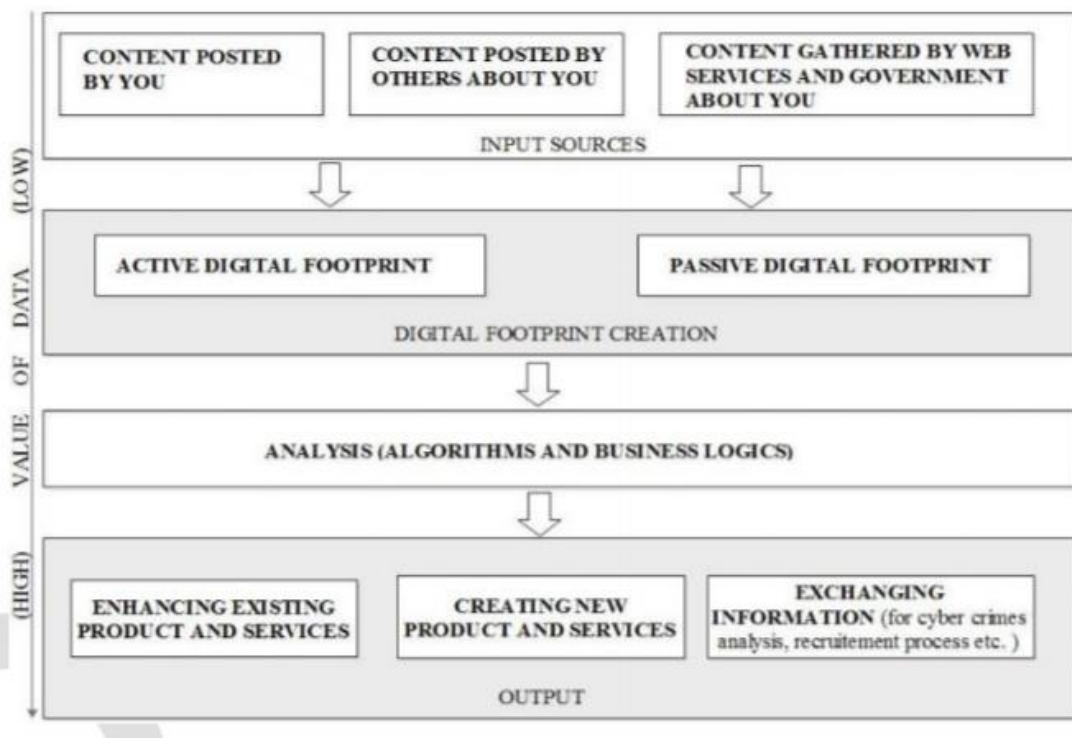 CONTENT POSTED
BY YOU
CONTENT POSTED BY
OTHERS ABOUT YOU
CONTENT GATHERED BY WEB
SERVICES AND GOVERNMENT
ABOUT YOU
INPUT SOURCES
ACTIVE DIGITAL FOOTPRINT
PASSIVE DIGITAL FOOTPRINT
DIGITAL FOOTPRINT CREATION
ANALYSIS (ALGORITHMS AND BUSINESS LOGICS)
ENHANCING EXISTING
PRODUCT AND SERVICES
CREATING NEW
PRODUCT AND SERVICES
EXCHANGING
INFORMATION (for cyber crimes
analysis, recruitement process etc. )
OUTPUT
(HIGH) VALUE OF DATA (LOW)